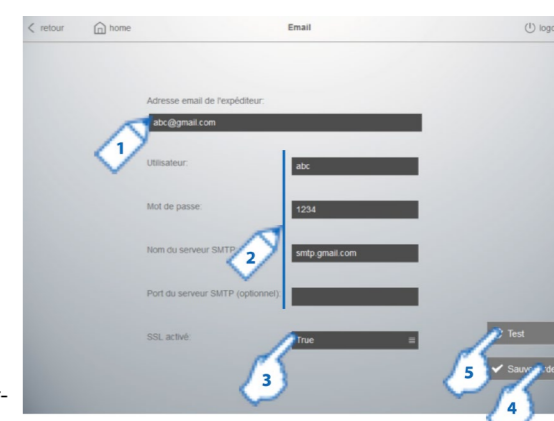 retour home Email
Adresse email de l'expéditeur:
abc@gmail.com
1
Utilisateur: abc
Mot de passe: 1234
Nom du serveur SMTP smtp.gmail.com
2
Port du serveur SMTP (optionnel):
SSL activé: True
Test
3
5
4